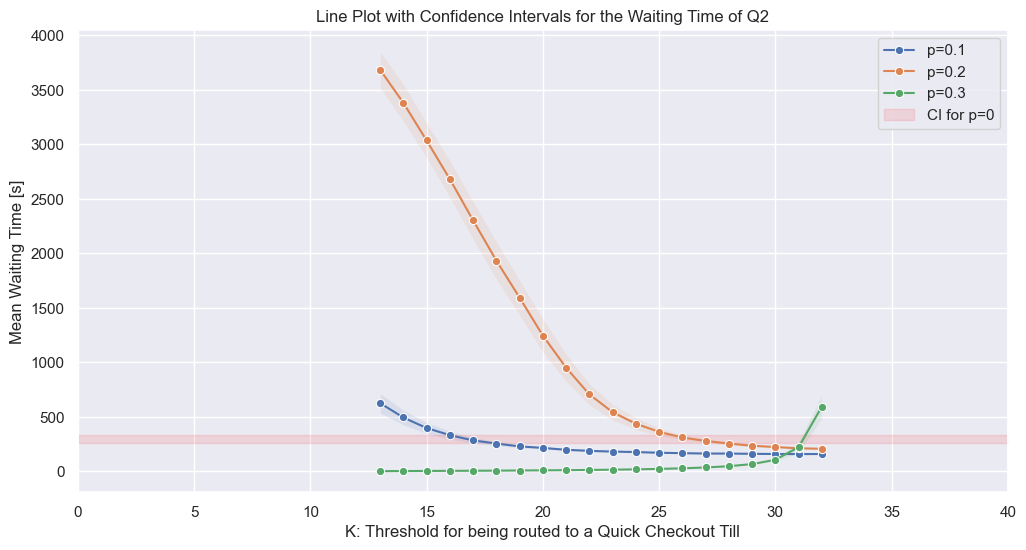 Line Plot with Confidence Intervals for the Waiting Time of Q2
p=0.1
p=0.2
p=0.3
CI for p=0
Mean Waiting Time [s]
4000
3500
3000
2500
2000
1500
1000
500
0
0 5 10 15 20 25 30 35 40
K: Threshold for being routed to a Quick Checkout Till